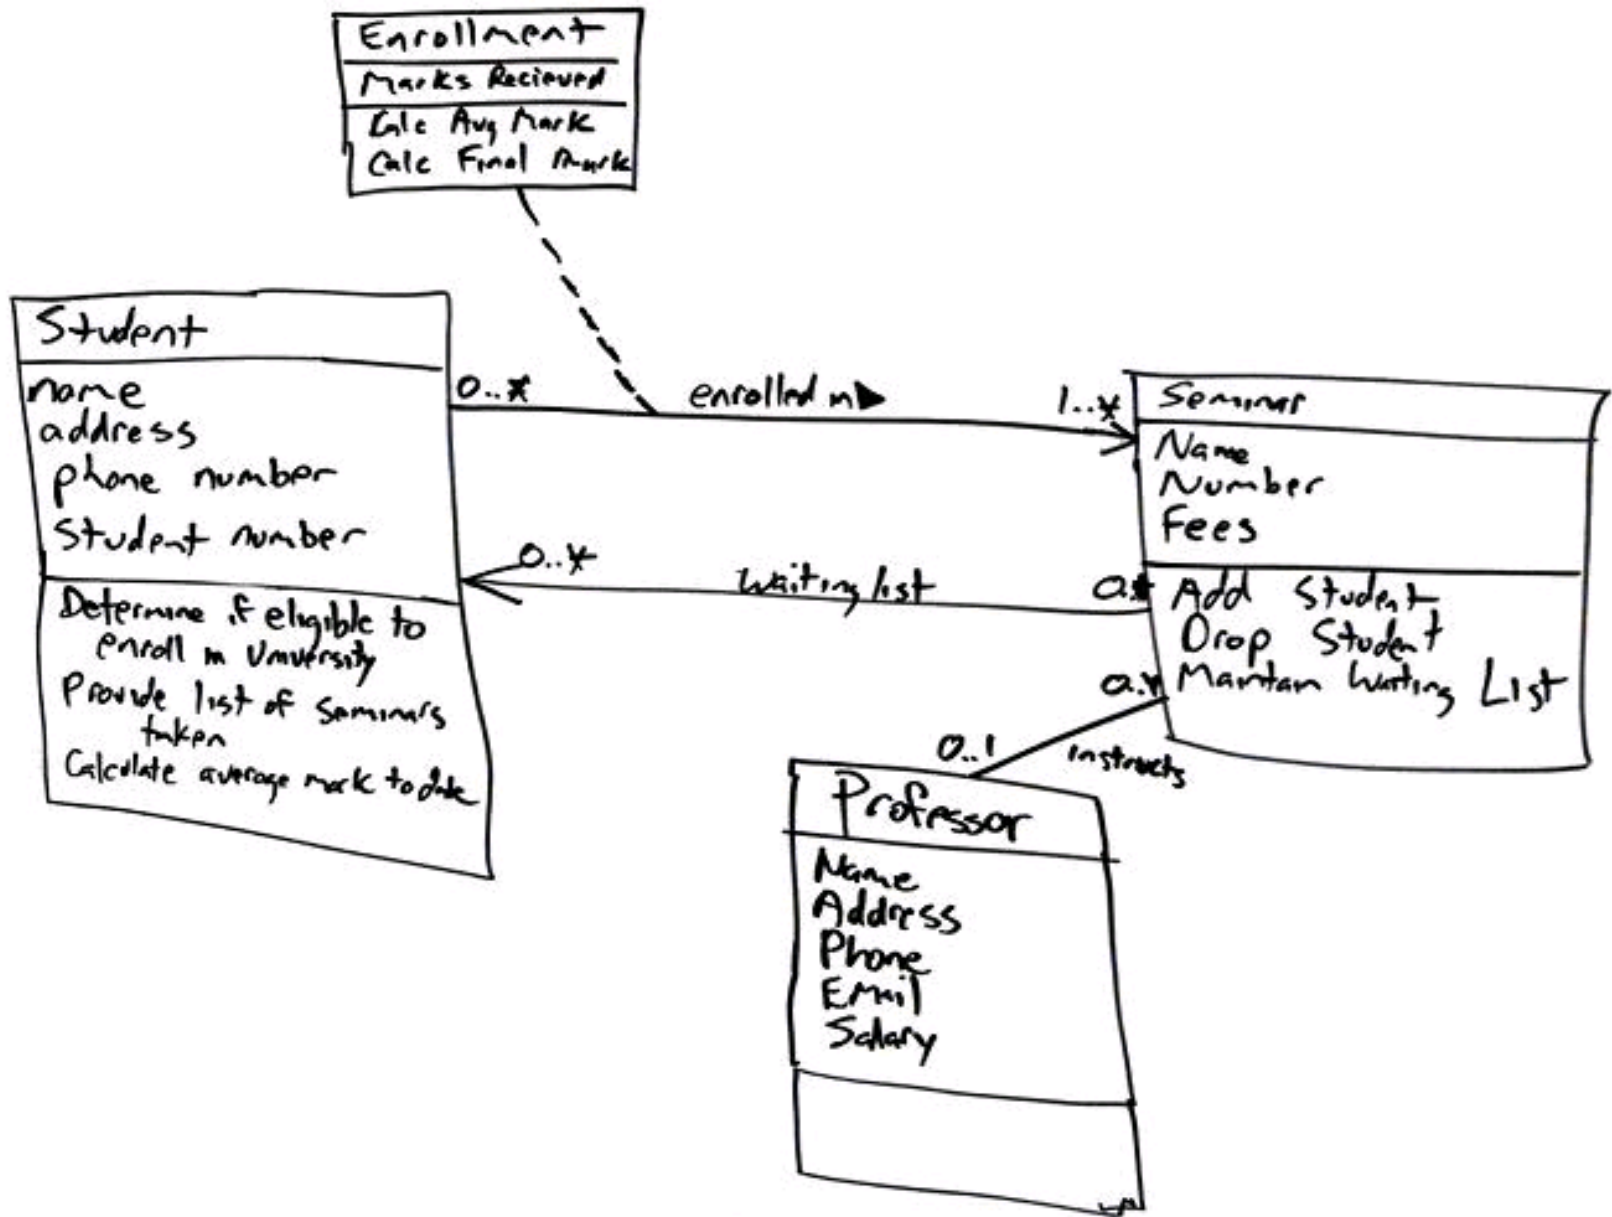 Enrollment
Marks Recieved
Calc Avg Mark
Calc Final Mark
Student
name
address
phone number
Student number
Determine if eligible to
enroll in University
Provide list of Seminars
taken
Calculate average mark to date
0..*
enrolled in
1..*
0..*
Waiting list
0..*
Seminar
Name
Number
Fees
Add Student
Drop Student
Maintain Waiting List
0..*
0..1
instructs
Professor
Name
Address
Phone
Email
Salary